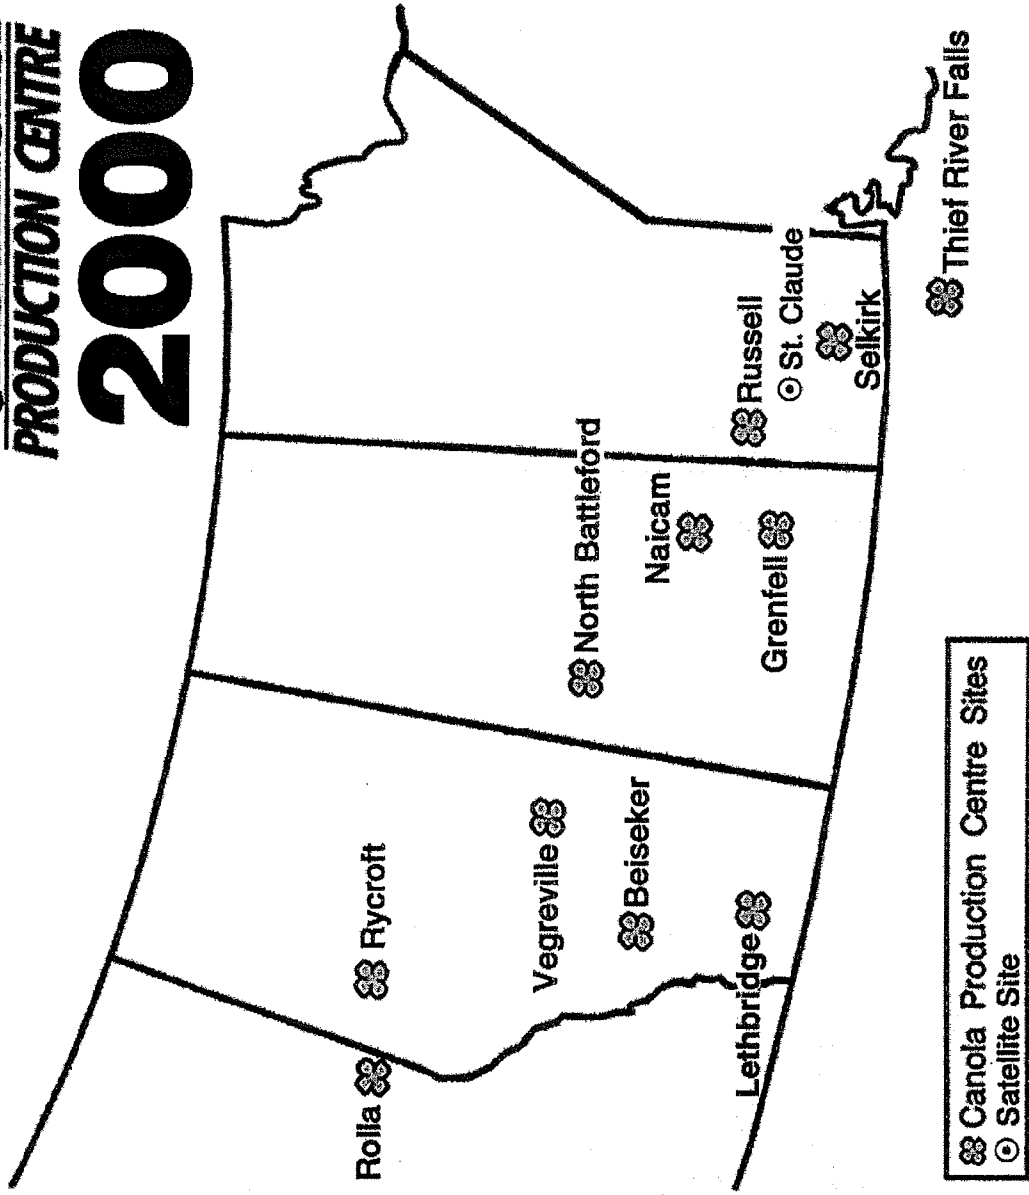 PRODUCTION CENTRE
2000
Rolla
Rycroft
Vegreville
Beiseker
Lethbridge
North Battleford
Naicam
Grenfell
Russell
St. Claude
Selkirk
Thief River Falls
Canola Production Centre Sites
Satellite Site